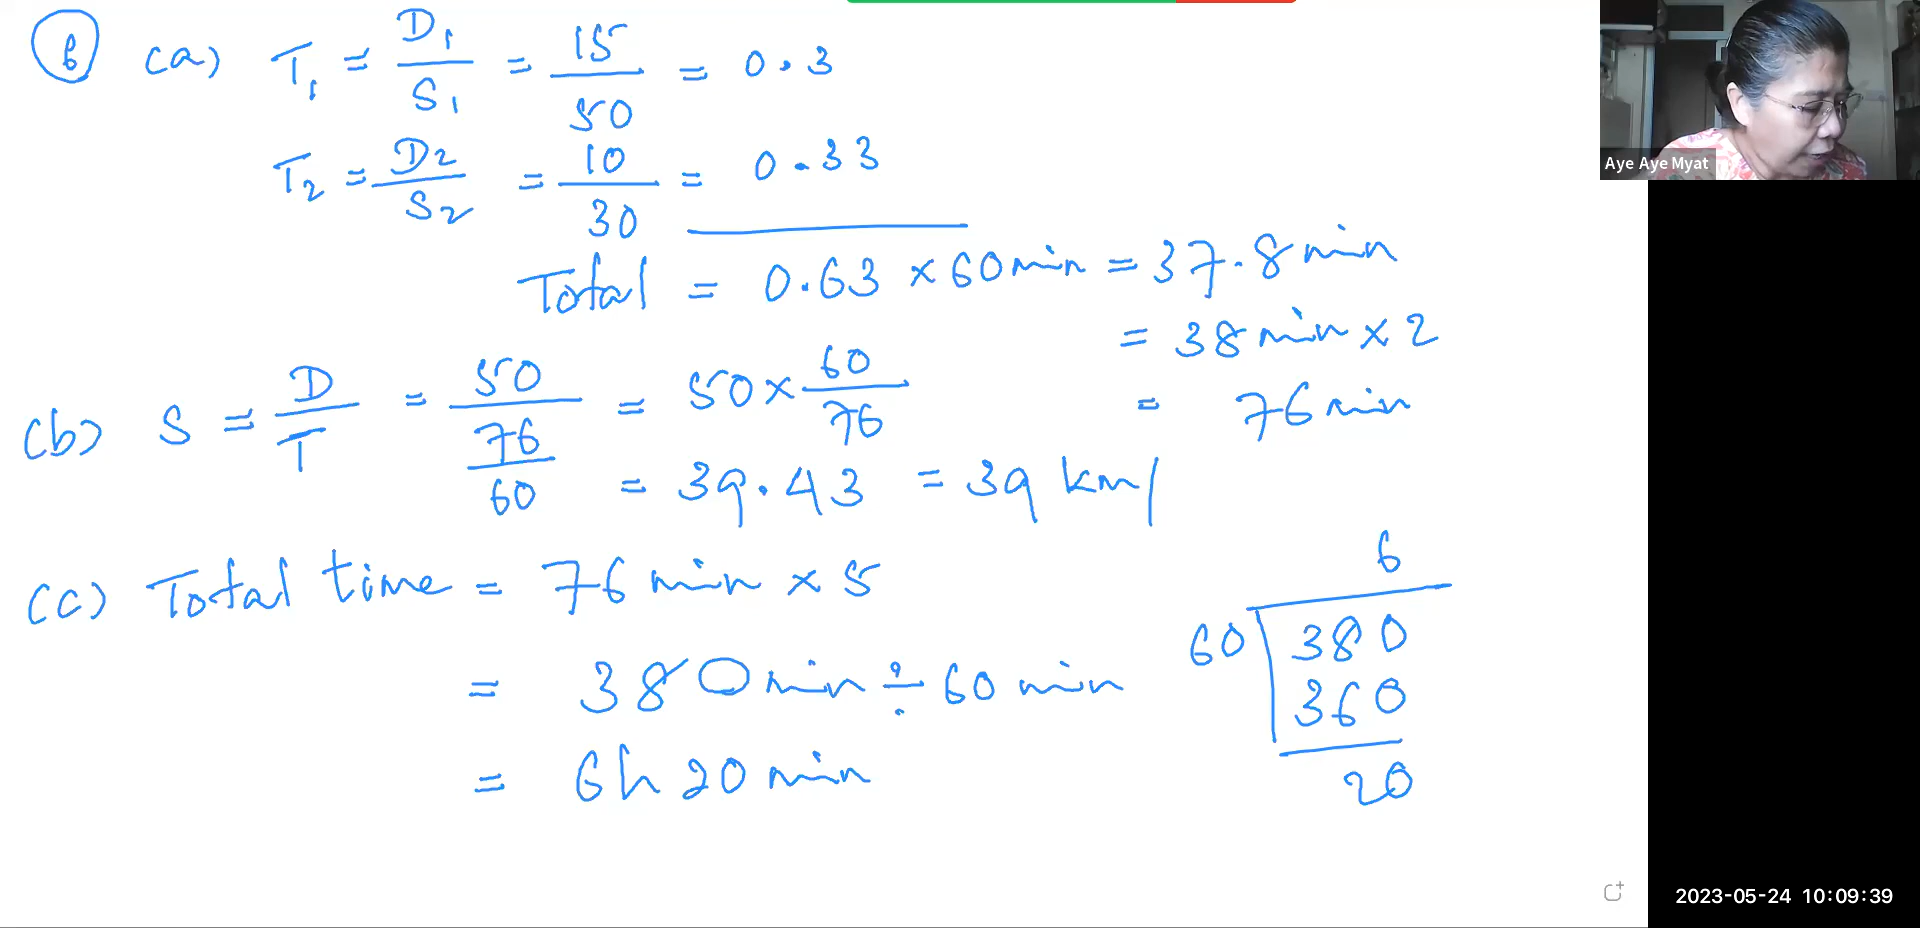 6 (a) T1 = D1/S1 = 15/50 = 0.3
T2 = D2/S2 = 10/30 = 0.33
Total = 0.63 × 60 min = 37.8 min
= 38 min × 2
= 76 min
(b) S = D/T = 50/(76/60) = 50 × 60/76
= 39.43 = 39 km/
(c) Total time = 76 min × 5
= 380 min ÷ 60 min
= 6h 20 min
6
60 380
360
20
Aye Aye Myat
2023-05-24 10:09:39